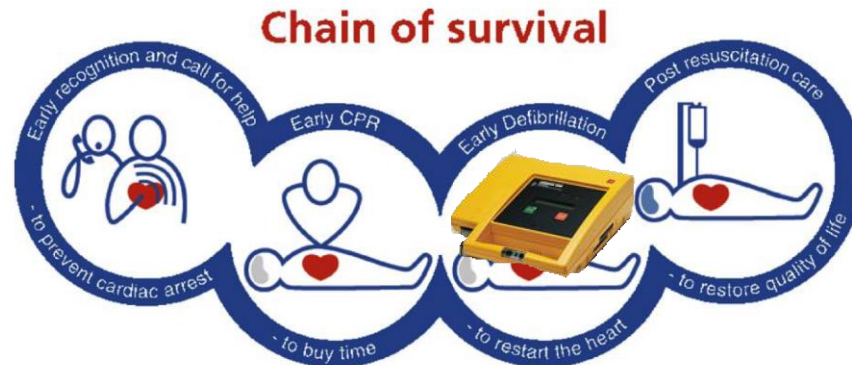 Chain of survival
Early recognition and call for help
- to prevent cardiac arrest
Early CPR
- to buy time
Early Defibrillation
- to restart the heart
Post resuscitation care
- to restore quality of life